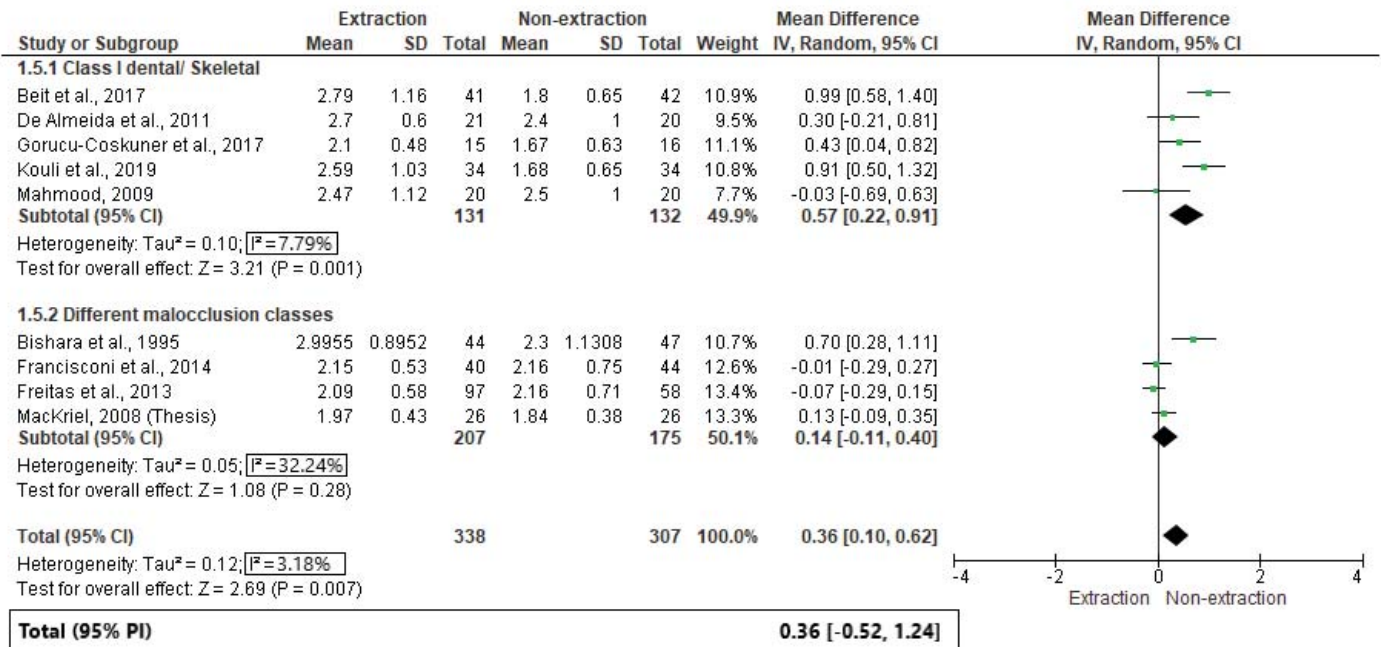 Extraction Non-extraction Mean Difference Mean Difference
Study or Subgroup Mean SD Total Mean SD Total Weight IV, Random, 95% CI IV, Random, 95% CI
1.5.1 Class I dental/ Skeletal
Beit et al., 2017 2.79 1.16 41 1.8 0.65 42 10.9% 0.99 [0.58, 1.40]
De Almeida et al., 2011 2.7 0.6 21 2.4 1 20 9.5% 0.30 [-0.21, 0.81]
Gorucu-Coskuner et al., 2017 2.1 0.48 15 1.67 0.63 16 11.1% 0.43 [0.04, 0.82]
Kouli et al., 2019 2.59 1.03 34 1.68 0.65 34 10.8% 0.91 [0.50, 1.32]
Mahmood, 2009 2.47 1.12 20 2.5 1 20 7.7% -0.03 [-0.69, 0.63]
Subtotal (95% CI) 131 132 49.9% 0.57 [0.22, 0.91]
Heterogeneity: Tau² = 0.10; I² =7.79%
Test for overall effect: Z = 3.21 (P = 0.001)
1.5.2 Different malocclusion classes
Bishara et al., 1995 2.9955 0.8952 44 2.3 1.1308 47 10.7% 0.70 [0.28, 1.11]
Francisconi et al., 2014 2.15 0.53 40 2.16 0.75 44 12.6% -0.01 [-0.29, 0.27]
Freitas et al., 2013 2.09 0.58 97 2.16 0.71 58 13.4% -0.07 [-0.29, 0.15]
MacKriel, 2008 (Thesis) 1.97 0.43 26 1.84 0.38 26 13.3% 0.13 [-0.09, 0.35]
Subtotal (95% CI) 207 175 50.1% 0.14 [-0.11, 0.40]
Heterogeneity: Tau² = 0.05; I² =32.24%
Test for overall effect: Z = 1.08 (P = 0.28)
Total (95% CI) 338 307 100.0% 0.36 [0.10, 0.62]
Heterogeneity: Tau² = 0.12; I² =3.18%
Test for overall effect: Z = 2.69 (P = 0.007)
-4 -2 0 2 4
Extraction Non-extraction
Total (95% PI) 0.36 [-0.52, 1.24]